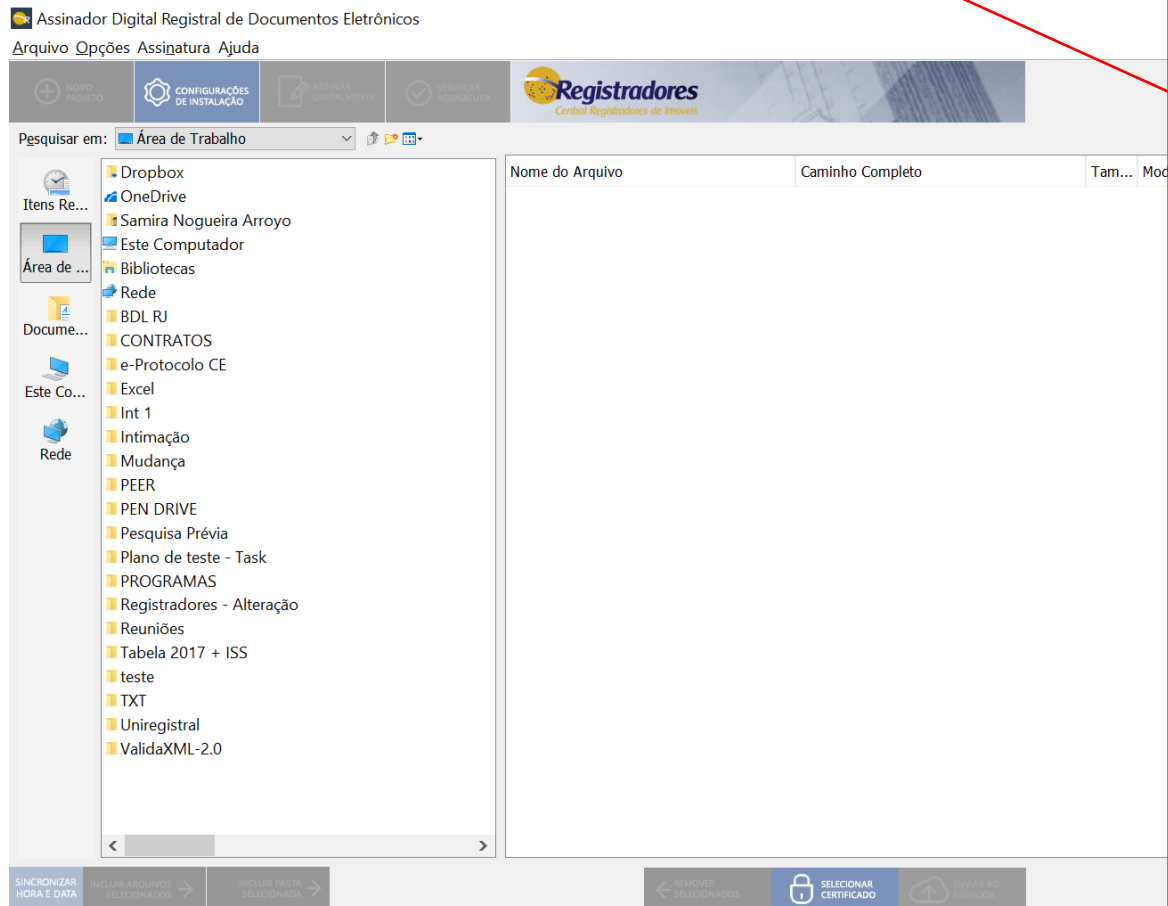 Assinador Digital Registral de Documentos Eletrônicos
Arquivo Opções Assinatura Ajuda
NOVO PROJETO
CONFIGURAÇÕES DE INSTALAÇÃO
ASSINAR DIGITALMENTE
VERIFICAR ASSINATURA
Registradores
Central Registradores de Imóveis
Pesquisar em: Área de Trabalho
Itens Re...
Área de ...
Docume...
Este Co...
Rede
Dropbox
OneDrive
Samira Nogueira Arroyo
Este Computador
Bibliotecas
Rede
BDL RJ
CONTRATOS
e-Protocolo CE
Excel
Int 1
Intimação
Mudança
PEER
PEN DRIVE
Pesquisa Prévia
Plano de teste - Task
PROGRAMAS
Registradores - Alteração
Reuniões
Tabela 2017 + ISS
teste
TXT
Uniregistral
ValidaXML-2.0
Nome do Arquivo Caminho Completo Tam... Mod
SINCRONIZAR HORA E DATA
INCLUIR ARQUIVOS SELECIONADOS
INCLUIR PASTA SELECIONADA
REMOVER SELECIONADOS
SELECIONAR CERTIFICADO
ENVIAR AO SERVIDOR